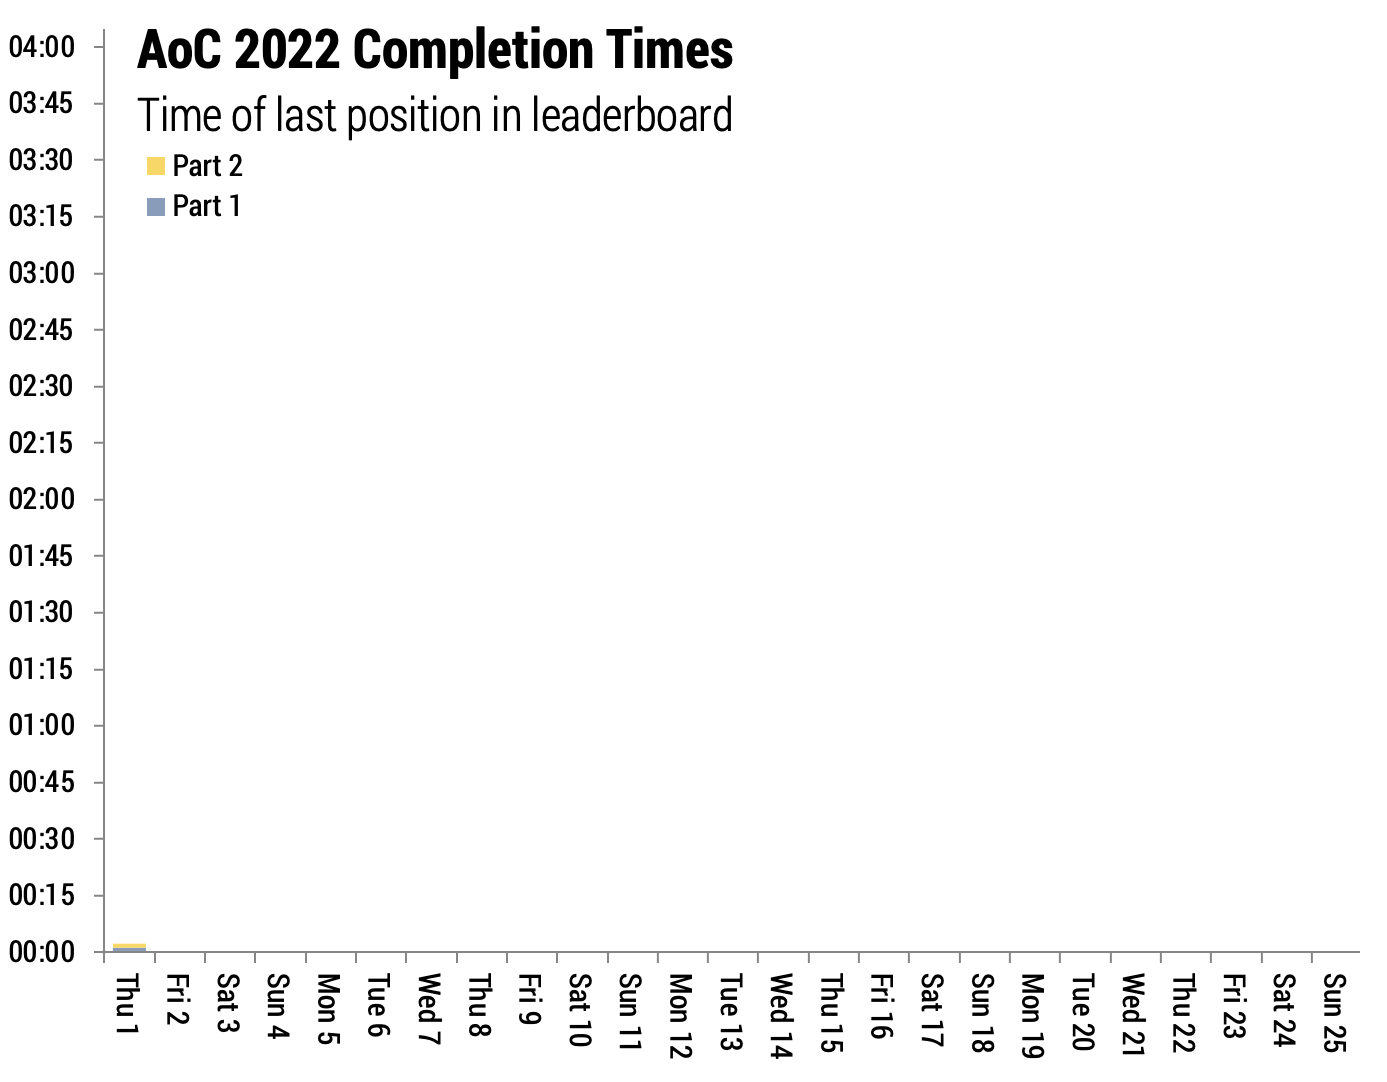 AoC 2022 Completion Times
Time of last position in leaderboard
Part 2
Part 1
04:00
03:45
03:30
03:15
03:00
02:45
02:30
02:15
02:00
01:45
01:30
01:15
01:00
00:45
00:30
00:15
00:00
Thu 1
Fri 2
Sat 3
Sun 4
Mon 5
Tue 6
Wed 7
Thu 8
Fri 9
Sat 10
Sun 11
Mon 12
Tue 13
Wed 14
Thu 15
Fri 16
Sat 17
Sun 18
Mon 19
Tue 20
Wed 21
Thu 22
Fri 23
Sat 24
Sun 25